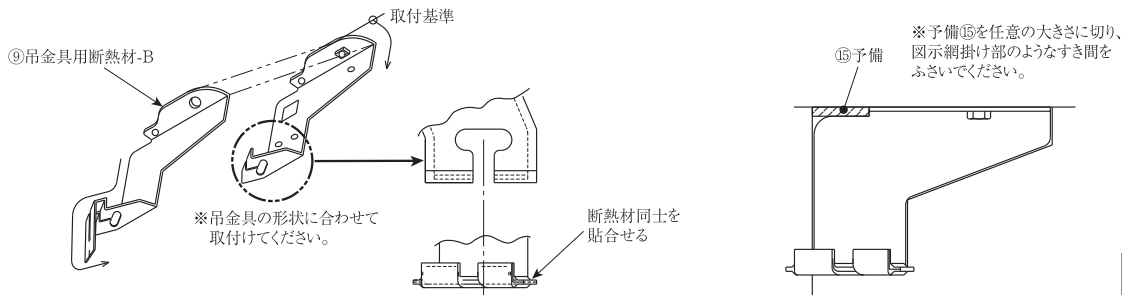 取付基準
⑨吊金具用断熱材-B
※吊金具の形状に合わせて
取付けてください。
断熱材同士を
貼合せる
⑮予備
※予備⑮を任意の大きさに切り、
図示網掛け部のようなすき間を
ふさいでください。